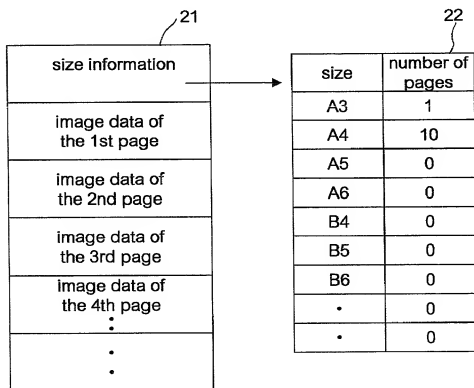 21
size information
image data of
the 1st page
image data of
the 2nd page
image data of
the 3rd page
image data of
the 4th page
22
size number of pages
A3 1
A4 10
A5 0
A6 0
B4 0
B5 0
B6 0
· 0
· 0